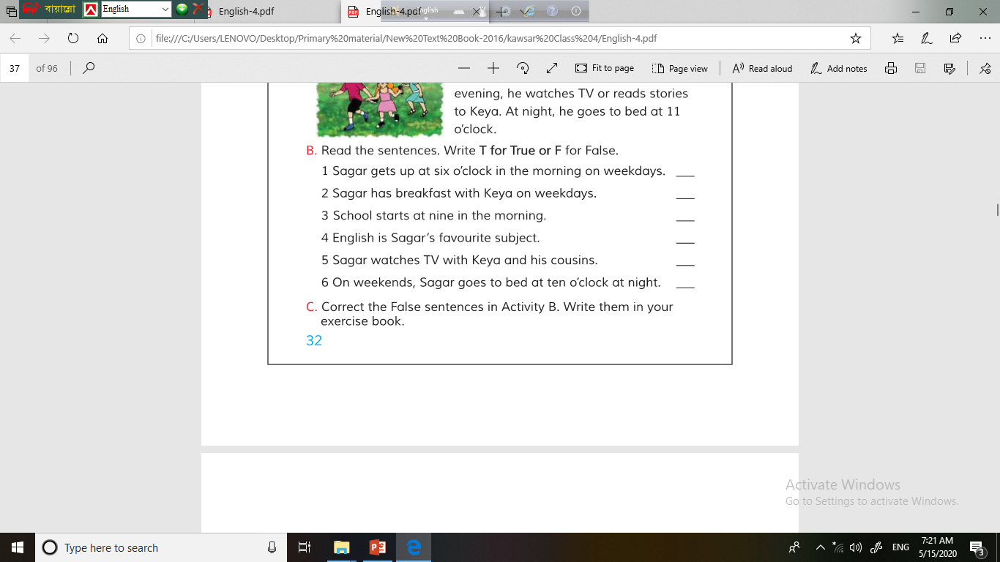 বায়ান্নো
English
English-4.pdf
English-4.pdf
English
file:///C:/Users/LENOVO/Desktop/Primary%20material/New%20Text%20Book-2016/kawsar%20Class%204/English-4.pdf
37 of 96
Fit to page
Page view
Read aloud
Add notes
evening, he watches TV or reads stories
to Keya. At night, he goes to bed at 11
o’clock.
B. Read the sentences. Write T for True or F for False.
1 Sagar gets up at six o’clock in the morning on weekdays. ___
2 Sagar has breakfast with Keya on weekdays. ___
3 School starts at nine in the morning. ___
4 English is Sagar’s favourite subject. ___
5 Sagar watches TV with Keya and his cousins. ___
6 On weekends, Sagar goes to bed at ten o’clock at night. ___
C. Correct the False sentences in Activity B. Write them in your
exercise book.
32
Activate Windows
Go to Settings to activate Windows.
Type here to search
ENG
7:21 AM
5/15/2020
3